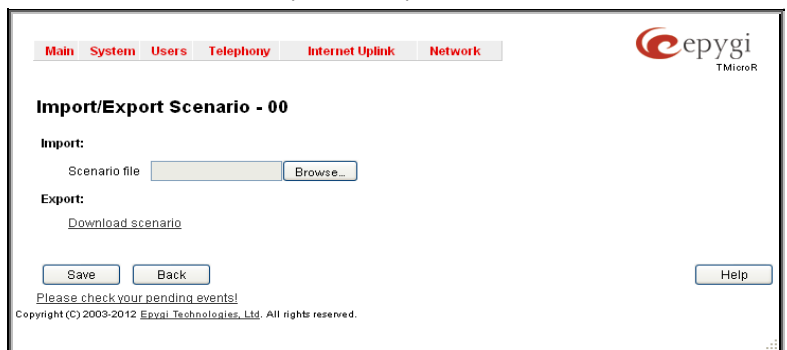 Main System Users Telephony Internet Uplink Network
epygi
TMicroR
Import/Export Scenario - 00
Import:
Scenario file Browse...
Export:
Download scenario
Save Back Help
Please check your pending events!
Copyright (C) 2003-2012 Epygi Technologies, Ltd. All rights reserved.